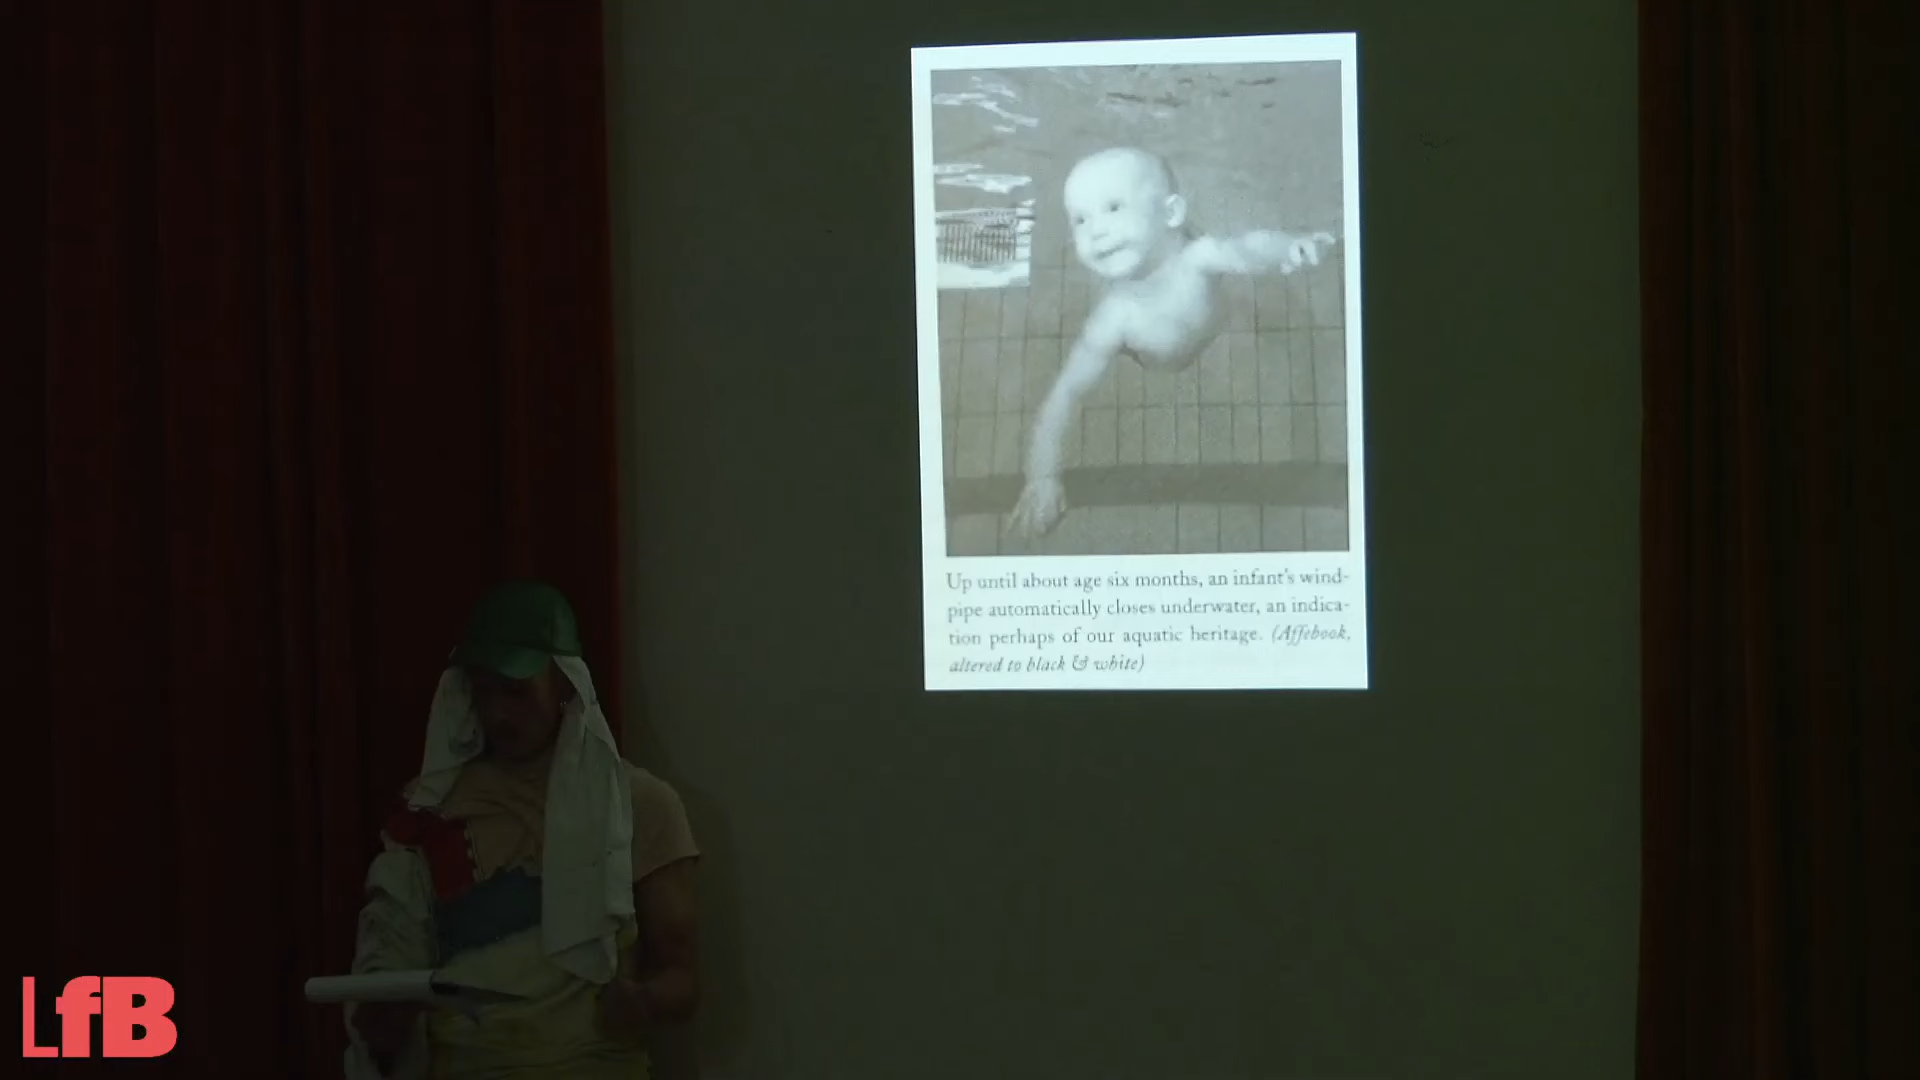 Up until about age six months, an infant's wind-
pipe automatically closes underwater, an indica-
tion perhaps of our aquatic heritage. (Affebook,
altered to black & white)
LfB